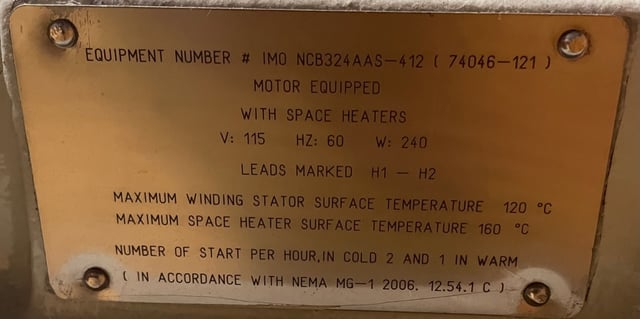 EQUIPMENT NUMBER # IMO NCB324AAS-412 ( 74046-121 )
MOTOR EQUIPPED
WITH SPACE HEATERS
V: 115 HZ: 60 W: 240
LEADS MARKED H1 - H2
MAXIMUM WINDING STATOR SURFACE TEMPERATURE 120 °C
MAXIMUM SPACE HEATER SURFACE TEMPERATURE 160 °C
NUMBER OF START PER HOUR,IN COLD 2 AND 1 IN WARM
( IN ACCORDANCE WITH NEMA MG-1 2006. 12.54.1 C )